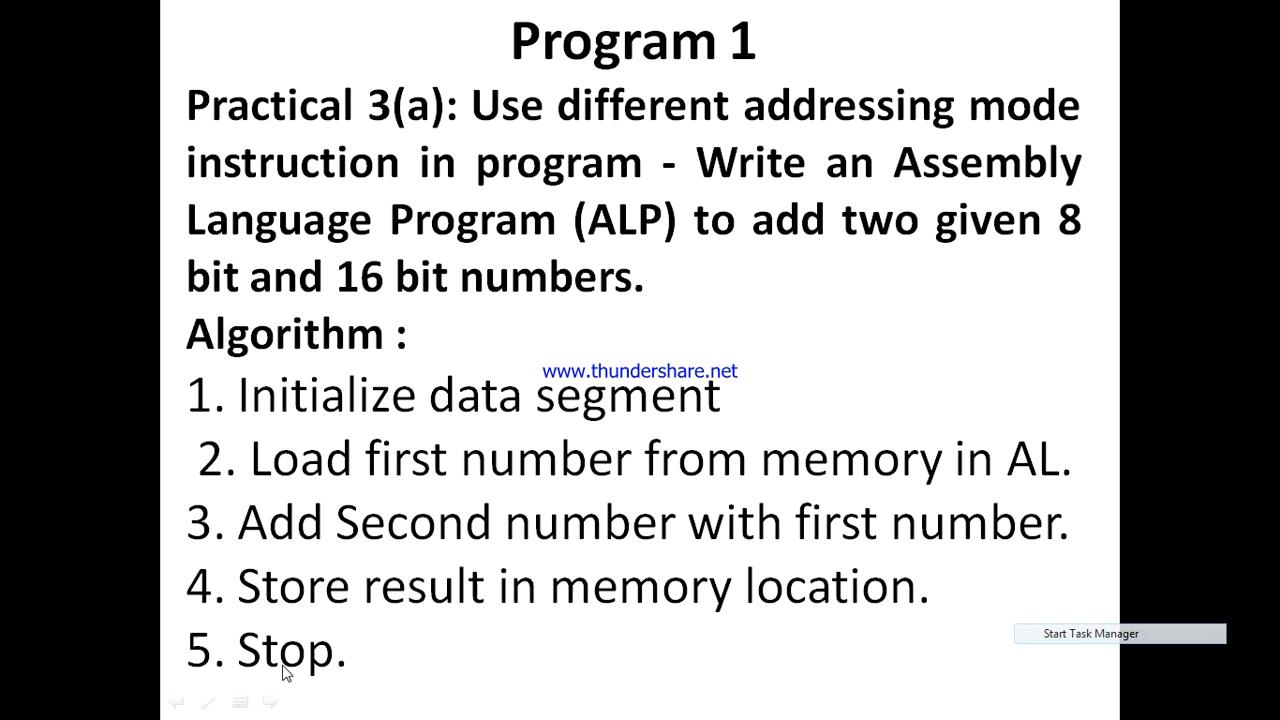 Program 1
Practical 3(a): Use different addressing mode
instruction in program - Write an Assembly
Language Program (ALP) to add two given 8
bit and 16 bit numbers.
Algorithm :
www.thundershare.net
1. Initialize data segment
2. Load first number from memory in AL.
3. Add Second number with first number.
4. Store result in memory location.
Start Task Manager
5. Stop.